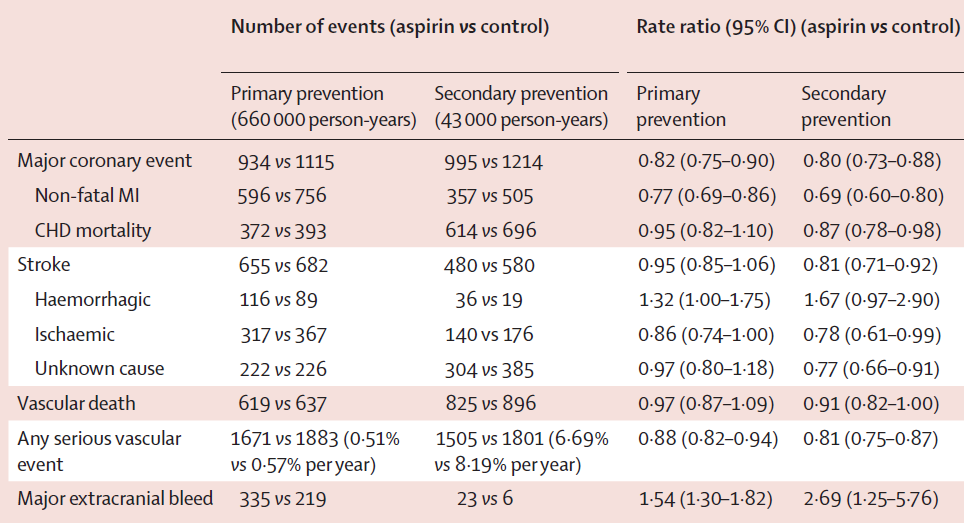 Number of events (aspirin vs control) Rate ratio (95% CI) (aspirin vs control)
Primary prevention Secondary prevention Primary Secondary
(660 000 person-years) (43 000 person-years) prevention prevention
Major coronary event 934 vs 1115 995 vs 1214 0·82 (0·75–0·90) 0·80 (0·73–0·88)
Non-fatal MI 596 vs 756 357 vs 505 0·77 (0·69–0·86) 0·69 (0·60–0·80)
CHD mortality 372 vs 393 614 vs 696 0·95 (0·82–1·10) 0·87 (0·78–0·98)
Stroke 655 vs 682 480 vs 580 0·95 (0·85–1·06) 0·81 (0·71–0·92)
Haemorrhagic 116 vs 89 36 vs 19 1·32 (1·00–1·75) 1·67 (0·97–2·90)
Ischaemic 317 vs 367 140 vs 176 0·86 (0·74–1·00) 0·78 (0·61–0·99)
Unknown cause 222 vs 226 304 vs 385 0·97 (0·80–1·18) 0·77 (0·66–0·91)
Vascular death 619 vs 637 825 vs 896 0·97 (0·87–1·09) 0·91 (0·82–1·00)
Any serious vascular 1671 vs 1883 (0·51% 1505 vs 1801 (6·69% 0·88 (0·82–0·94) 0·81 (0·75–0·87)
event vs 0·57% per year) vs 8·19% per year)
Major extracranial bleed 335 vs 219 23 vs 6 1·54 (1·30–1·82) 2·69 (1·25–5·76)